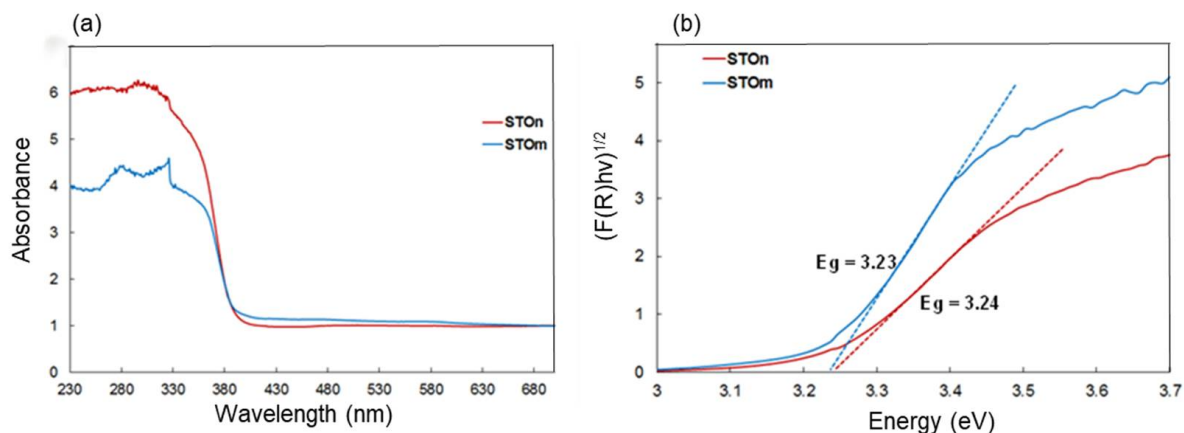 (a)
Absorbance
6
5
4
3
2
1
0
STOn
STOm
230 280 330 380 430 480 530 580 630 680
Wavelength (nm)
(b)
(F(R)hv)1/2
5
4
3
2
1
0
STOn
STOm
Eg = 3.23
Eg = 3.24
3 3.1 3.2 3.3 3.4 3.5 3.6 3.7
Energy (eV)